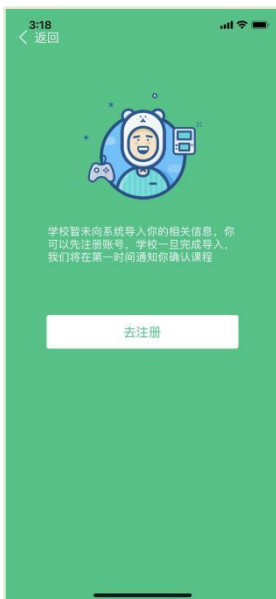 3:18
返回
学校暂未向系统导入你的相关信息，你
可以先注册账号，学校一旦完成导入，
我们将在第一时间通知你确认课程
去注册